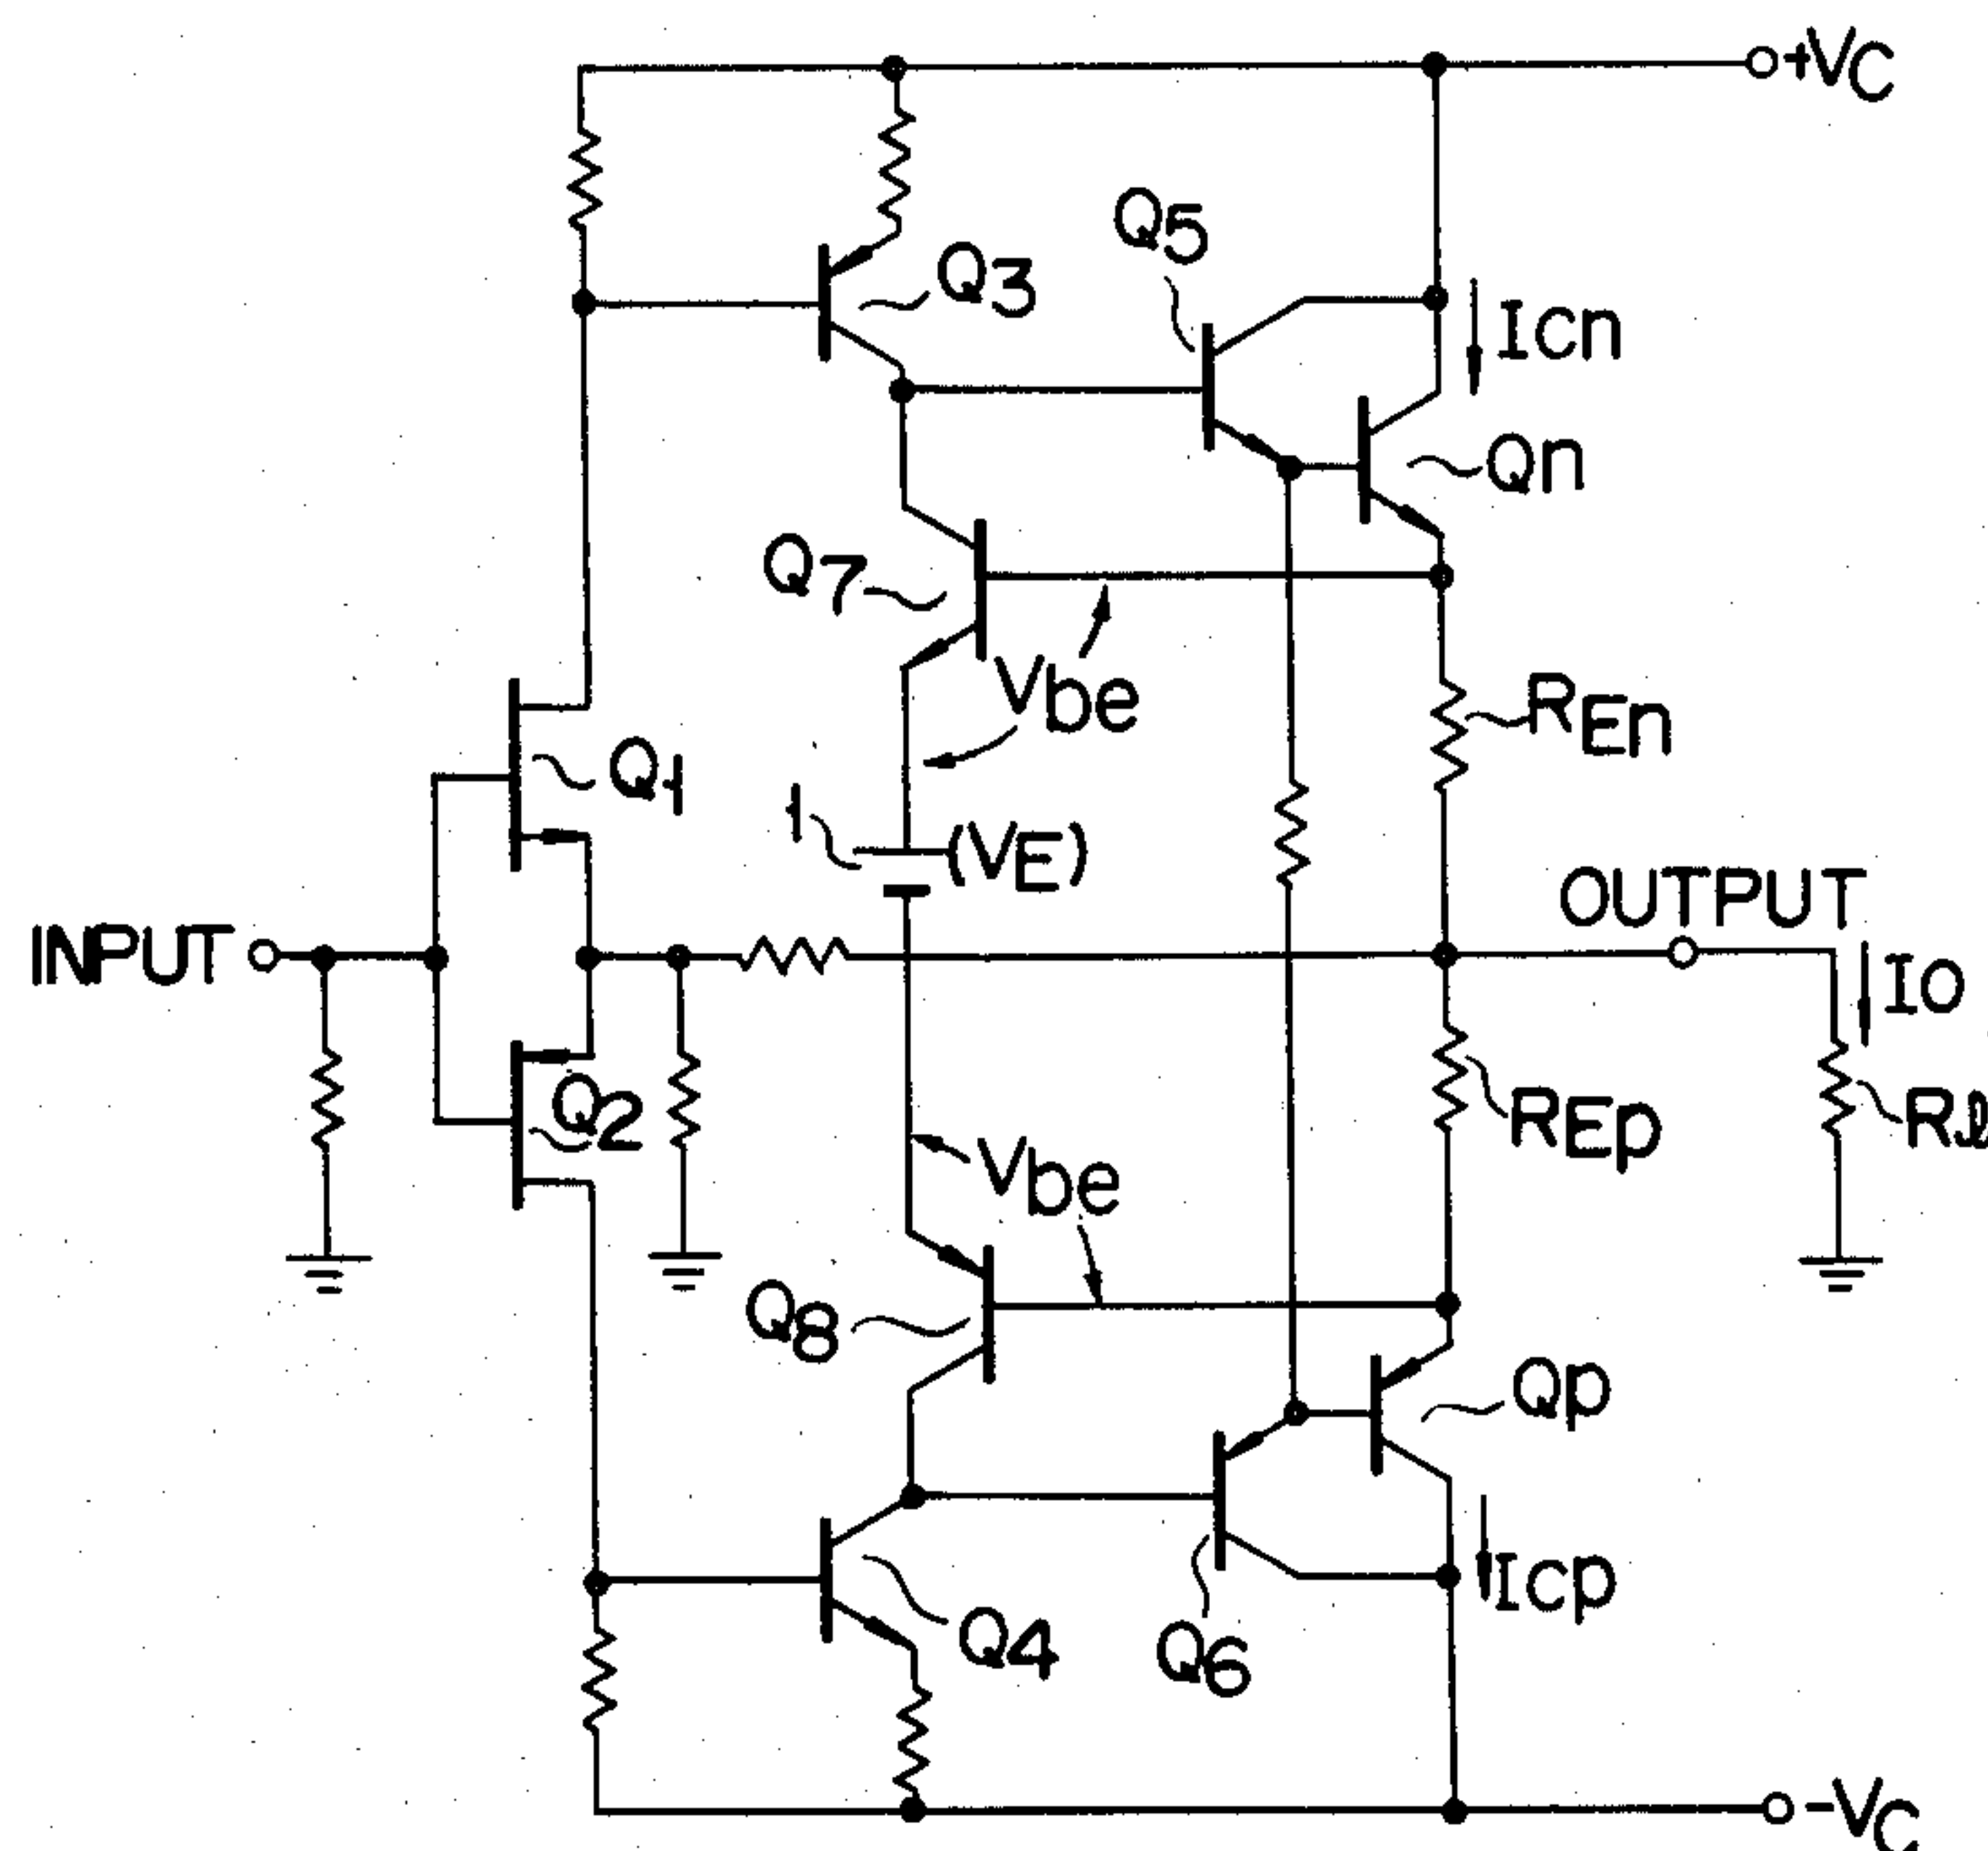 +VC
Q5
Q3
ICn
Qn
Q7
Vbe
REn
Q1
1
(VE)
OUTPUT
INPUT
IO
Q2
REp
Rℓ
Vbe
Q8
Qp
ICp
Q4
Q6
-VC